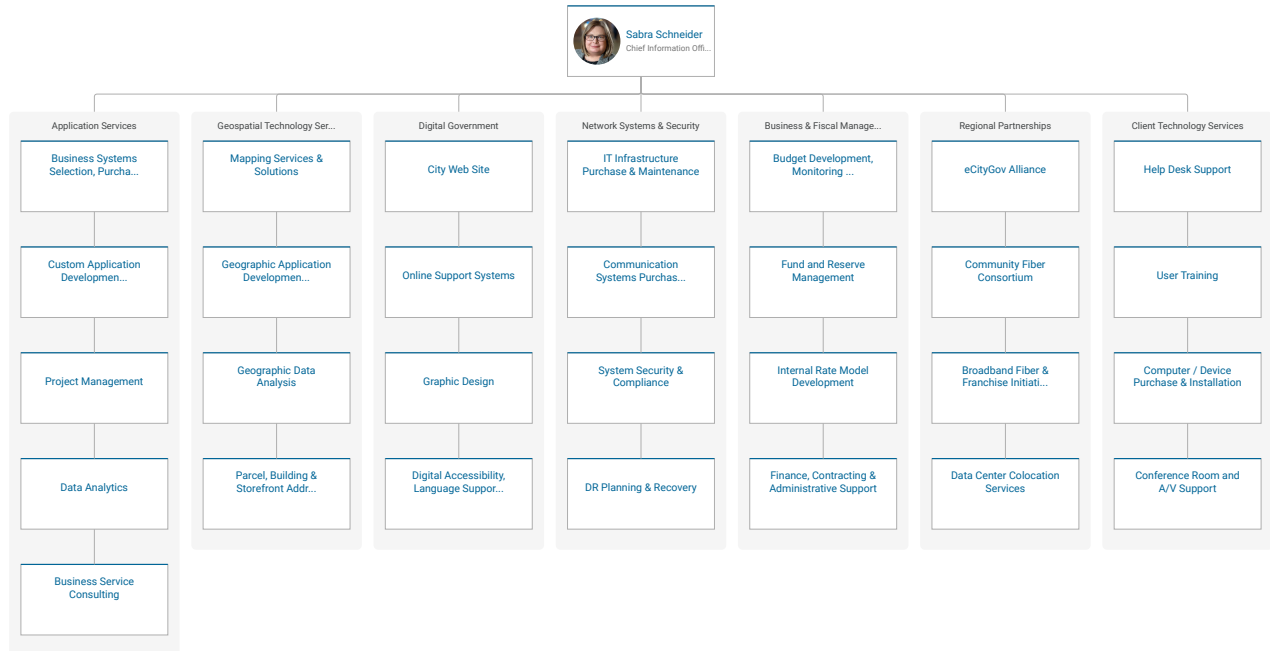 Sabra Schneider
Chief Information Offi...
Application Services
Business Systems
Selection, Purcha...
Custom Application
Developmen...
Project Management
Data Analytics
Business Service
Consulting
Geospatial Technology Ser...
Mapping Services &
Solutions
Geographic Application
Developmen...
Geographic Data
Analysis
Parcel, Building &
Storefront Addr...
Digital Government
City Web Site
Online Support Systems
Graphic Design
Digital Accessibility,
Language Suppor...
Network Systems & Security
IT Infrastructure
Purchase & Maintenance
Communication
Systems Purchas...
System Security &
Compliance
DR Planning & Recovery
Business & Fiscal Manage...
Budget Development,
Monitoring ...
Fund and Reserve
Management
Internal Rate Model
Development
Finance, Contracting &
Administrative Support
Regional Partnerships
eCityGov Alliance
Community Fiber
Consortium
Broadband Fiber &
Franchise Initiati...
Data Center Colocation
Services
Client Technology Services
Help Desk Support
User Training
Computer / Device
Purchase & Installation
Conference Room and
A/V Support